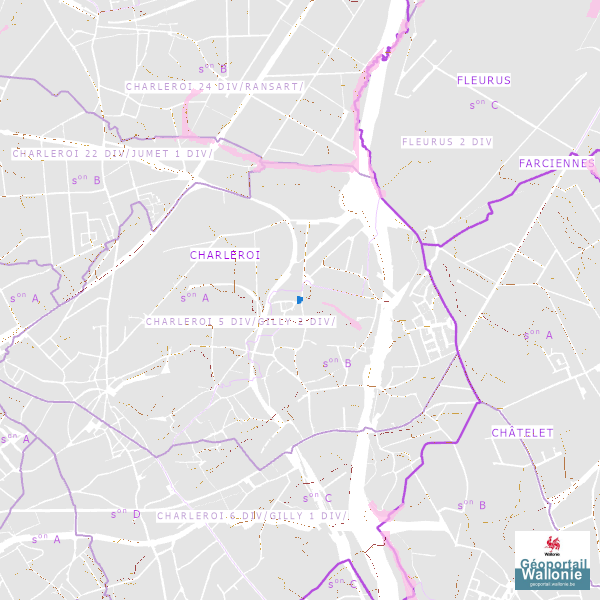 sᵒⁿ B
CHARLEROI 24 DIV/RANSART/
FLEURUS
sᵒⁿ C
FLEURUS 2 DIV
CHARLEROI 22 DIV/JUMET 1 DIV/
FARCIENNES
sᵒⁿ B
CHARLEROI
sᵒⁿ A
sᵒⁿ A
CHARLEROI 5 DIV/GILLY 2 DIV/
sᵒⁿ A
sᵒⁿ B
CHÂTELET
sᵒⁿ A
sᵒⁿ C
sᵒⁿ B
sᵒⁿ D
CHARLEROI 6 DIV/GILLY 1 DIV/
sᵒⁿ A
sᵒⁿ C
Wallonie
Géoportail
Wallonie
geoportail.wallonie.be